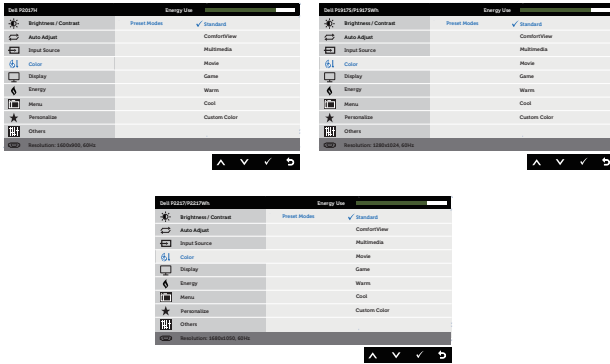 Dell P2017H Energy Use
Brightness / Contrast Preset Modes ✓ Standard
Auto Adjust ComfortView
Input Source Multimedia
Color Movie
Display Game
Energy Warm
Menu Cool
Personalize Custom Color
Others
Resolution: 1600x900, 60Hz
Dell P1917S/P1917SWh Energy Use
Brightness / Contrast Preset Modes ✓ Standard
Auto Adjust ComfortView
Input Source Multimedia
Color Movie
Display Game
Energy Warm
Menu Cool
Personalize Custom Color
Others
Resolution: 1280x1024, 60Hz
Dell P2217/P2217Wh Energy Use
Brightness / Contrast Preset Modes ✓ Standard
Auto Adjust ComfortView
Input Source Multimedia
Color Movie
Display Game
Energy Warm
Menu Cool
Personalize Custom Color
Others
Resolution: 1680x1050, 60Hz